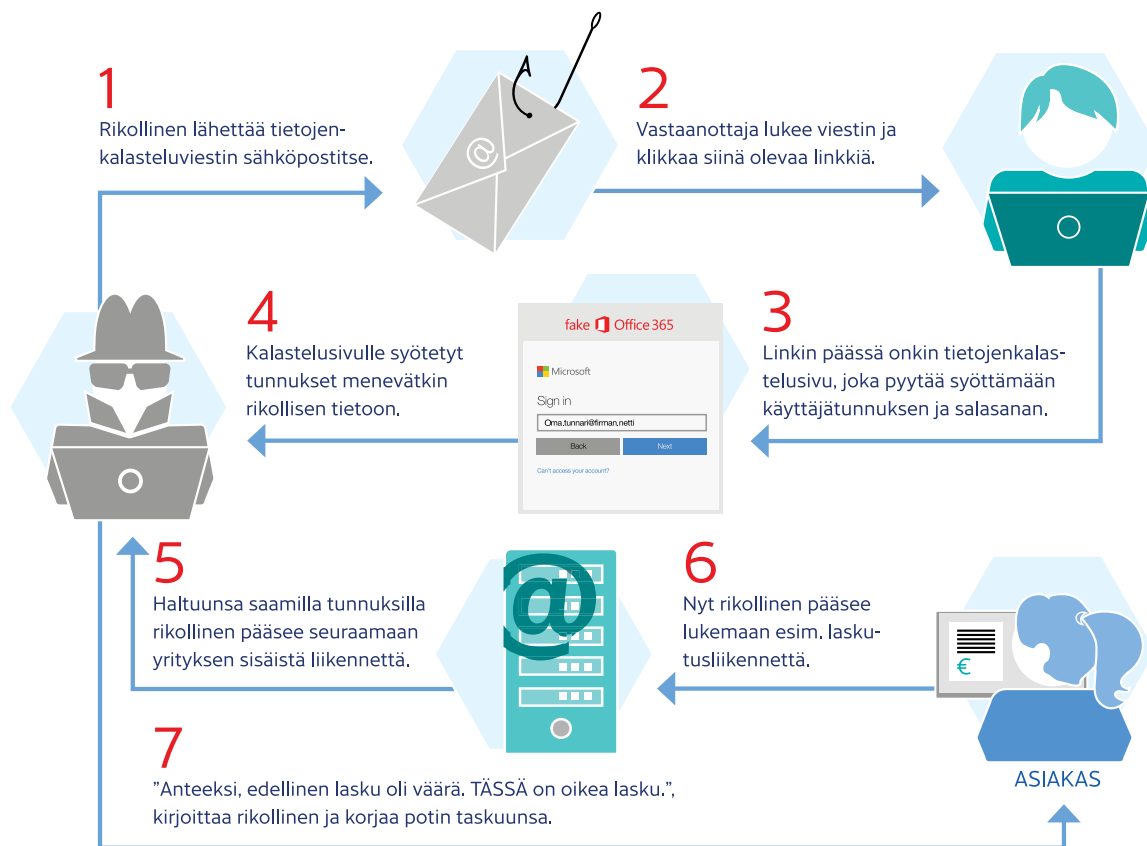 1
Rikollinen lähettää tietojen-
kalasteluviestin sähköpostitse.
@
2
Vastaanottaja lukee viestin ja
klikkaa siinä olevaa linkkiä.
3
Linkin päässä onkin tietojenkalas-
telusivu, joka pyytää syöttämään
käyttäjätunnuksen ja salasanan.
fake Office 365
Microsoft
Sign in
Oma.tunnari@firman.netti
Back Next
Can't access your account?
4
Kalastelusivulle syötetyt
tunnukset menevätkin
rikollisen tietoon.
5
Haltuunsa saamilla tunnuksilla
rikollinen pääsee seuraamaan
yrityksen sisäistä liikennettä.
@
6
Nyt rikollinen pääsee
lukemaan esim. lasku-
tusliikennettä.
€
ASIAKAS
7
”Anteeksi, edellinen lasku oli väärä. TÄSSÄ on oikea lasku.”,
kirjoittaa rikollinen ja korjaa potin taskuunsa.